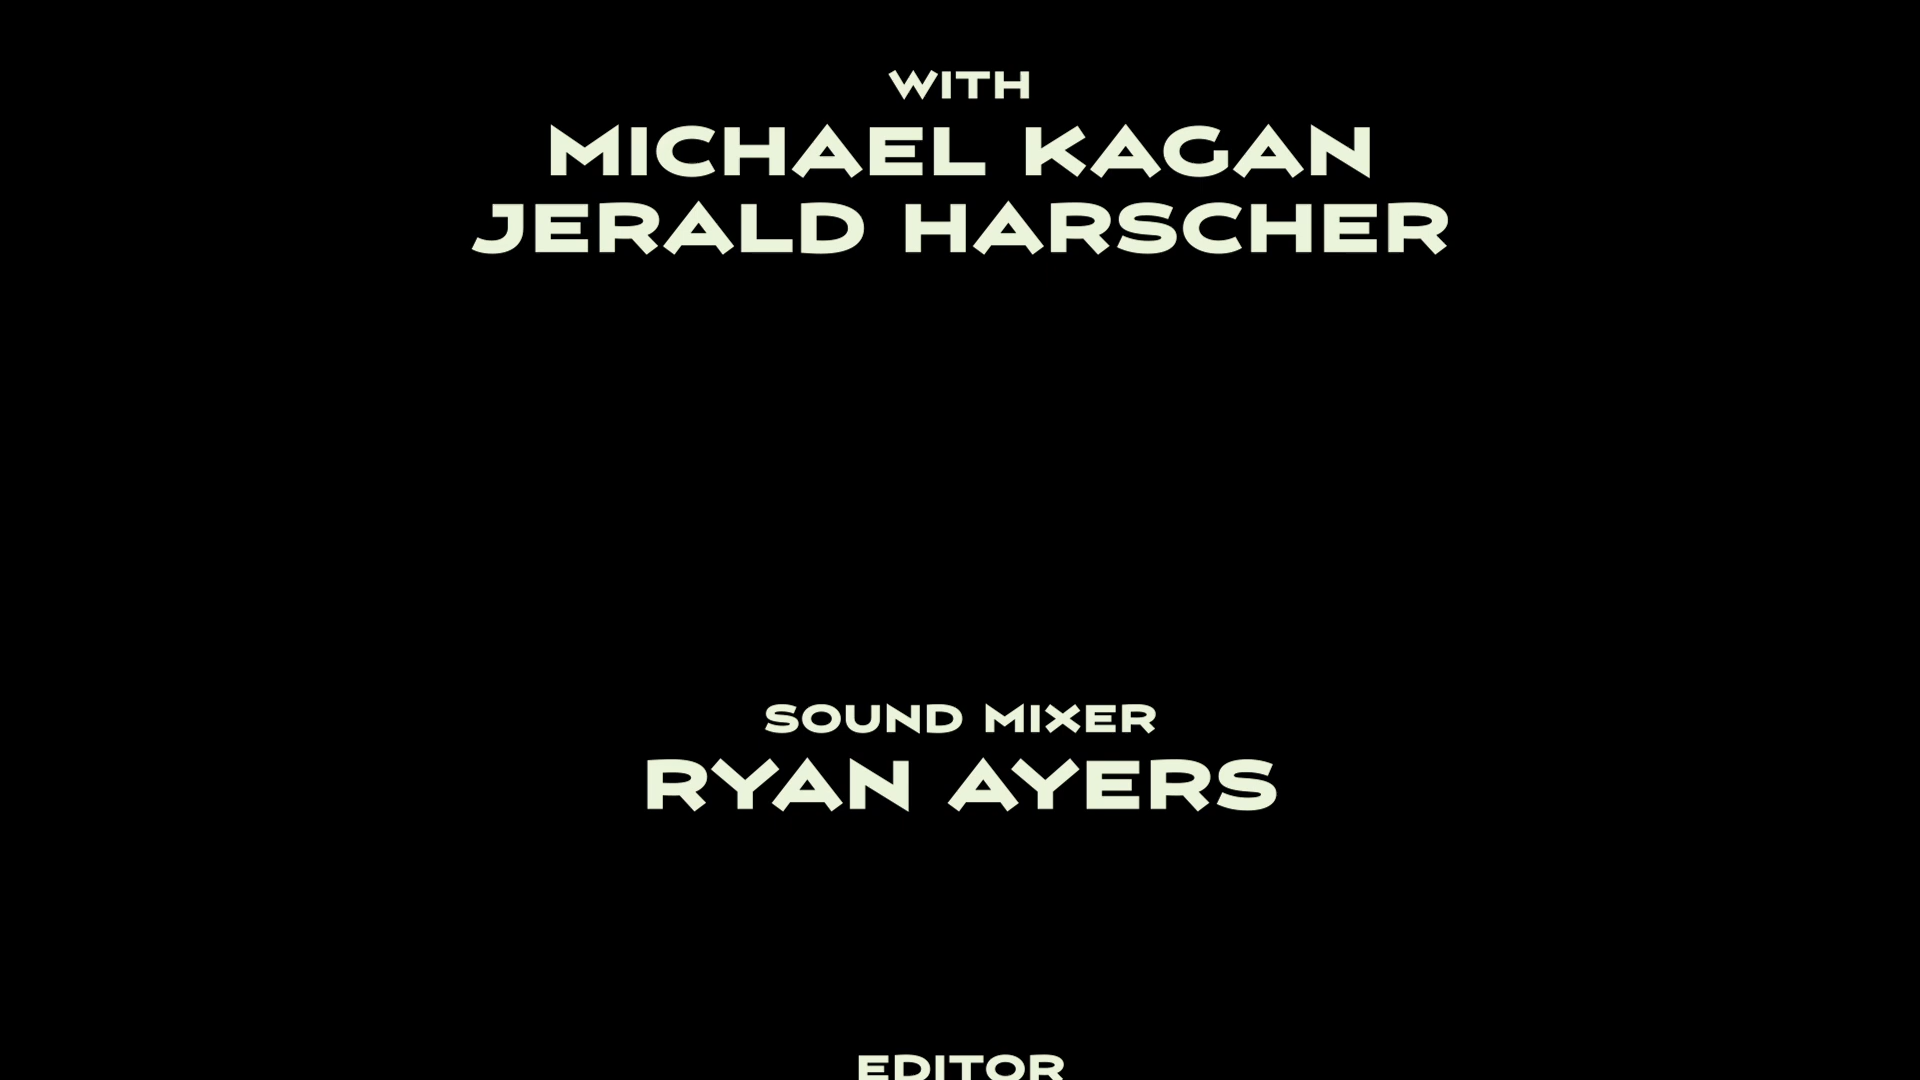 WITH
MICHAEL KAGAN
JERALD HARSCHER
SOUND MIXER
RYAN AYERS
EDITOR